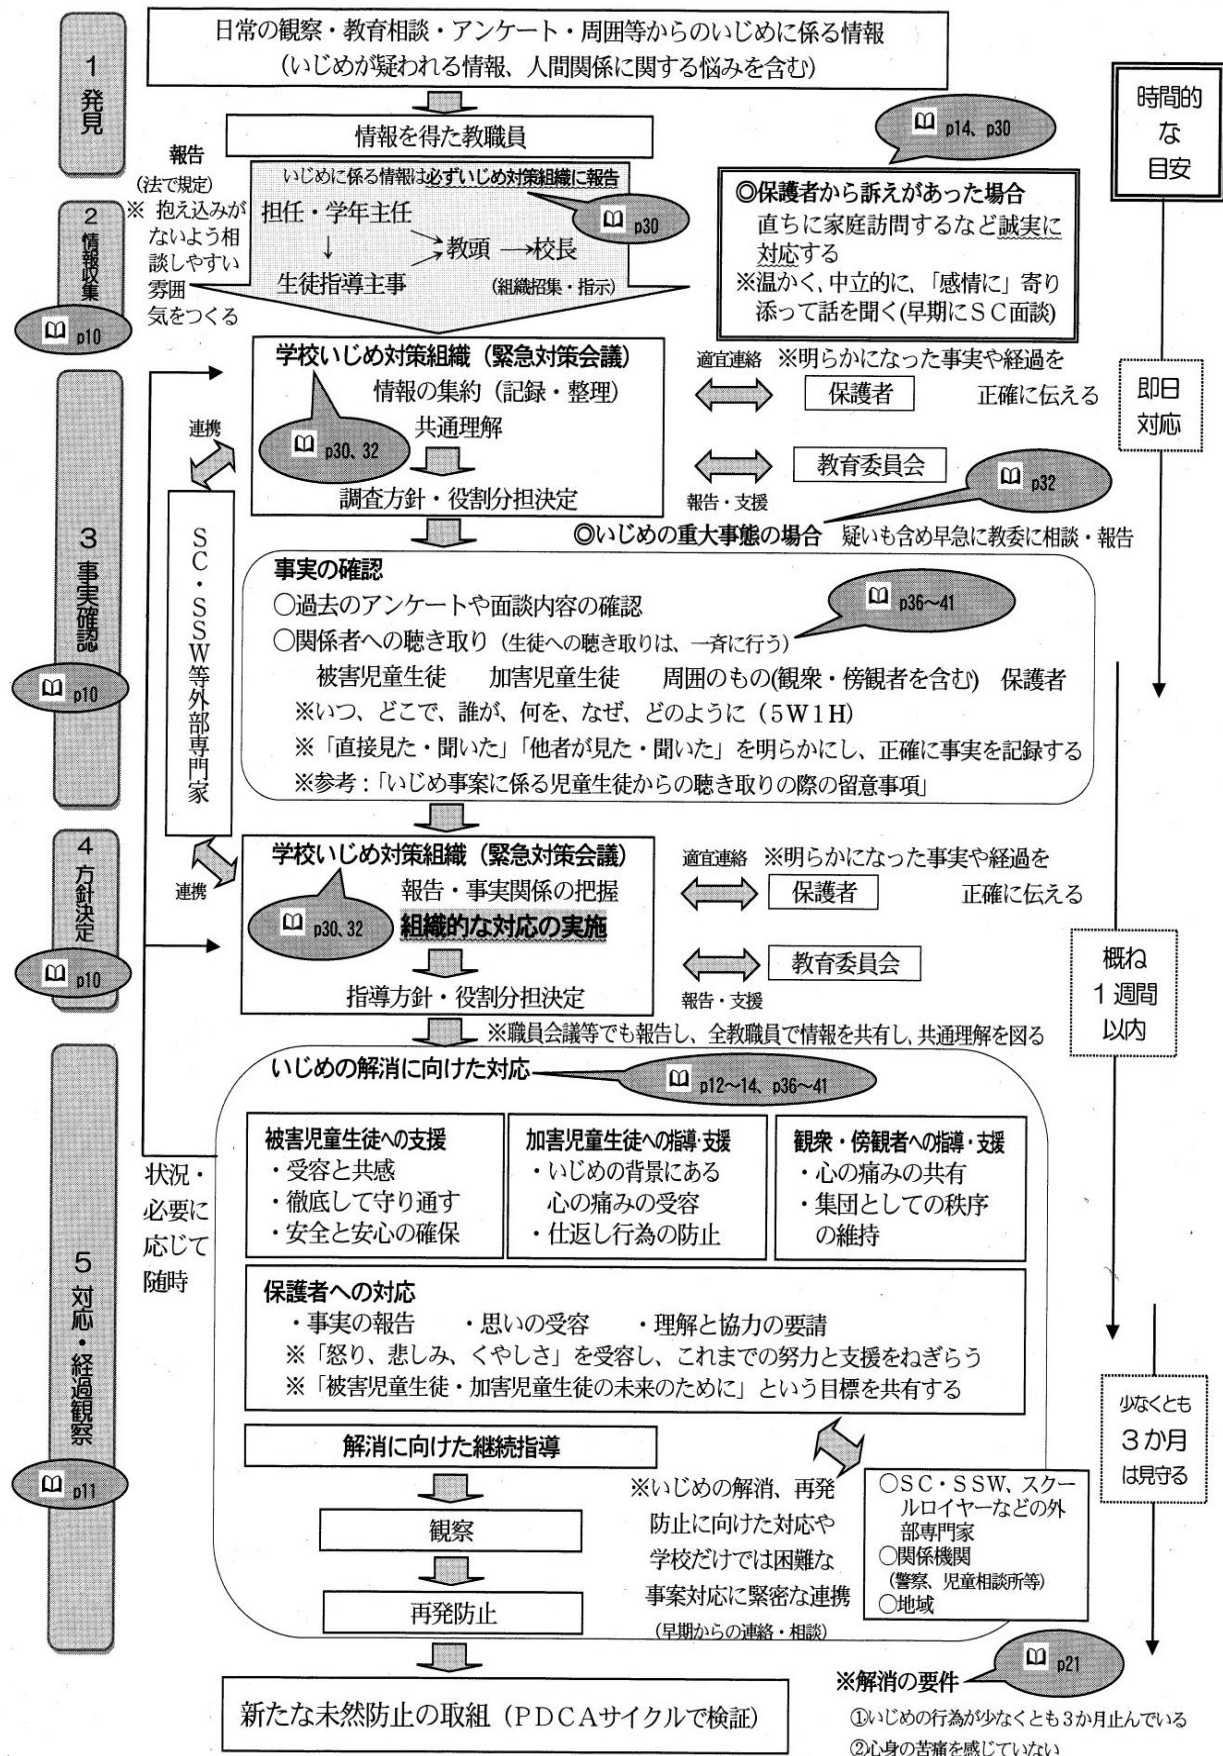 1 発見
日常の観察・教育相談・アンケート・周囲等からのいじめに係る情報
(いじめが疑われる情報、人間関係に関する悩みを含む)
時間的
な
目安
情報を得た教職員
p14、p30
報告
(法で規定)
※ 抱え込みが
ないよう相
談しやすい
雰囲
気をつくる
いじめに係る情報は必ずいじめ対策組織に報告
担任・学年主任
↓
生徒指導主事
→教頭 →校長
(組織招集・指示)
p30
◎保護者から訴えがあった場合
直ちに家庭訪問するなど誠実に
対応する
※温かく、中立的に、「感情に」寄り
添って話を聞く(早期にSC面談)
2 情報収集
p10
学校いじめ対策組織（緊急対策会議）
情報の集約（記録・整理）
共通理解
p30、32
調査方針・役割分担決定
適宜連絡 ※明らかになった事実や経過を
保護者 正確に伝える
教育委員会
報告・支援
p32
即日
対応
連携
◎いじめの重大事態の場合 疑いも含め早急に教委に相談・報告
3 事実確認
p10
SC・SSW等外部専門家
事実の確認
○過去のアンケートや面談内容の確認
p36～41
○関係者への聴き取り（生徒への聴き取りは、一斉に行う）
被害児童生徒 加害児童生徒 周囲のもの(観衆・傍観者を含む) 保護者
※いつ、どこで、誰が、何を、なぜ、どのように（5W1H）
※「直接見た・聞いた」「他者が見た・聞いた」を明らかにし、正確に事実を記録する
※参考：「いじめ事案に係る児童生徒からの聴き取りの際の留意事項」
4 方針決定
p10
連携
学校いじめ対策組織（緊急対策会議）
報告・事実関係の把握
p30、32
組織的な対応の実施
指導方針・役割分担決定
適宜連絡 ※明らかになった事実や経過を
保護者 正確に伝える
教育委員会
報告・支援
概ね
1週間
以内
※職員会議等でも報告し、全教職員で情報を共有し、共通理解を図る
5 対応・経過観察
p11
状況・
必要に
応じて
随時
いじめの解消に向けた対応
p12～14、p36～41
被害児童生徒への支援
・受容と共感
・徹底して守り通す
・安全と安心の確保
加害児童生徒への指導・支援
・いじめの背景にある
心の痛みの受容
・仕返し行為の防止
観衆・傍観者への指導・支援
・心の痛みの共有
・集団としての秩序
の維持
保護者への対応
・事実の報告 ・思いの受容 ・理解と協力の要請
※「怒り、悲しみ、くやしさ」を受容し、これまでの努力と支援をねぎらう
※「被害児童生徒・加害児童生徒の未来のために」という目標を共有する
少なくとも
3か月
は見守る
解消に向けた継続指導
観察
再発防止
※いじめの解消、再発
防止に向けた対応や
学校だけでは困難な
事案対応に緊密な連携
(早期からの連絡・相談)
○SC・SSW、スクー
ルロイヤーなどの外
部専門家
○関係機関
(警察、児童相談所等)
○地域
新たな未然防止の取組（PDCAサイクルで検証）
p21
※解消の要件
①いじめの行為が少なくとも3か月止んでいる
②心身の苦痛を感じていない